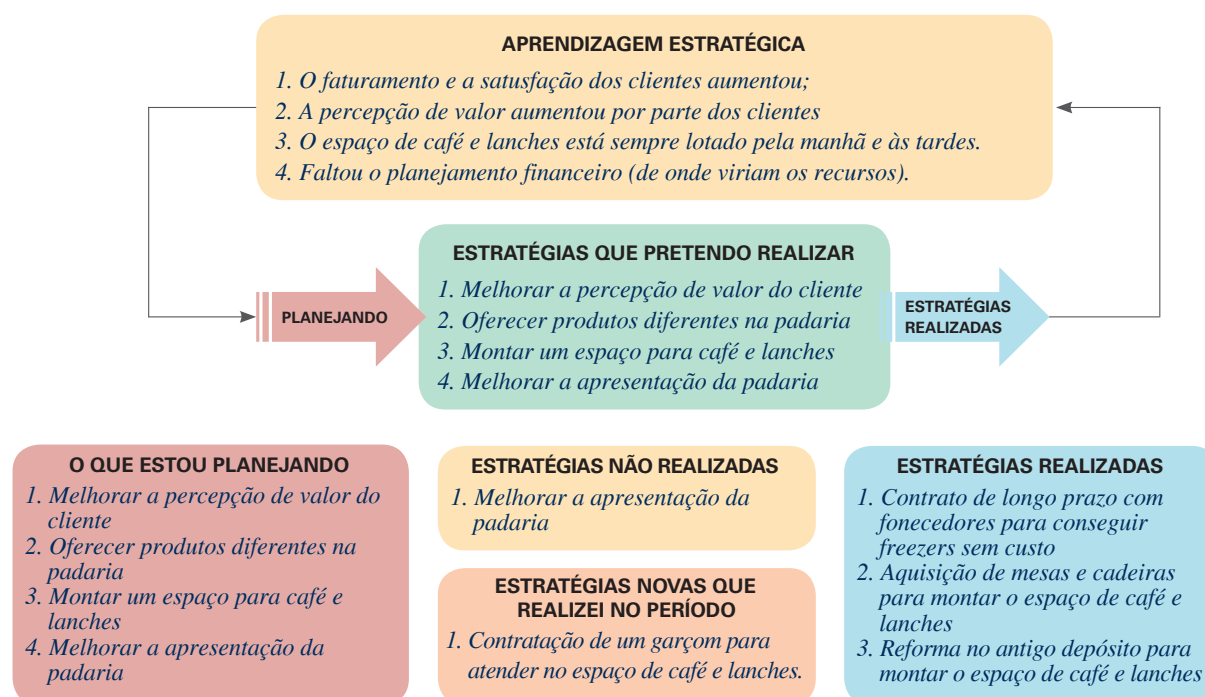 APRENDIZAGEM ESTRATÉGICA
1. O faturamento e a satusfação dos clientes aumentou;
2. A percepção de valor aumentou por parte dos clientes
3. O espaço de café e lanches está sempre lotado pela manhã e às tardes.
4. Faltou o planejamento financeiro (de onde viriam os recursos).
PLANEJANDO
ESTRATÉGIAS QUE PRETENDO REALIZAR
1. Melhorar a percepção de valor do cliente
2. Oferecer produtos diferentes na padaria
3. Montar um espaço para café e lanches
4. Melhorar a apresentação da padaria
ESTRATÉGIAS
REALIZADAS
O QUE ESTOU PLANEJANDO
1. Melhorar a percepção de valor do
cliente
2. Oferecer produtos diferentes na
padaria
3. Montar um espaço para café e
lanches
4. Melhorar a apresentação da
padaria
ESTRATÉGIAS NÃO REALIZADAS
1. Melhorar a apresentação da
padaria
ESTRATÉGIAS NOVAS QUE
REALIZEI NO PERÍODO
1. Contratação de um garçom para
atender no espaço de café e lanches.
ESTRATÉGIAS REALIZADAS
1. Contrato de longo prazo com
fonecedores para conseguir
freezers sem custo
2. Aquisição de mesas e cadeiras
para montar o espaço de café e
lanches
3. Reforma no antigo depósito para
montar o espaço de café e lanches